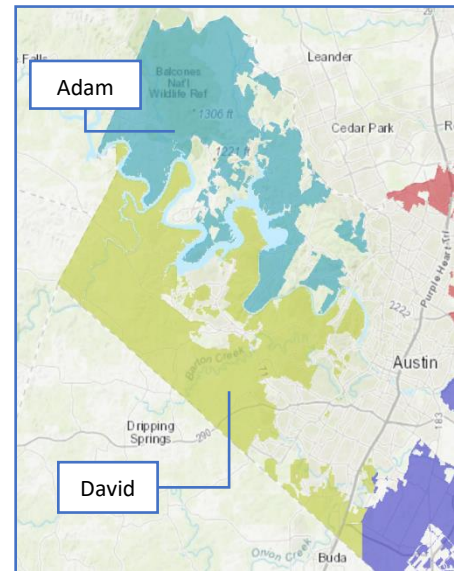 Leander
Adam
Balcones
Nat'l
Wildlife Ref
1306 ft
Cedar Park
1221 ft
Purple Heart Trl
2222
Barton Creek
71
Austin
183
Dripping
Springs
290
David
Onion Creek
Buda